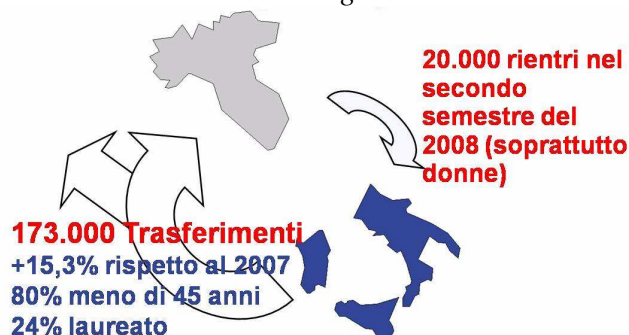 20.000 rientri nel
secondo
semestre del
2008 (soprattutto
donne)
173.000 Trasferimenti
+15,3% rispetto al 2007
80% meno di 45 anni
24% laureato